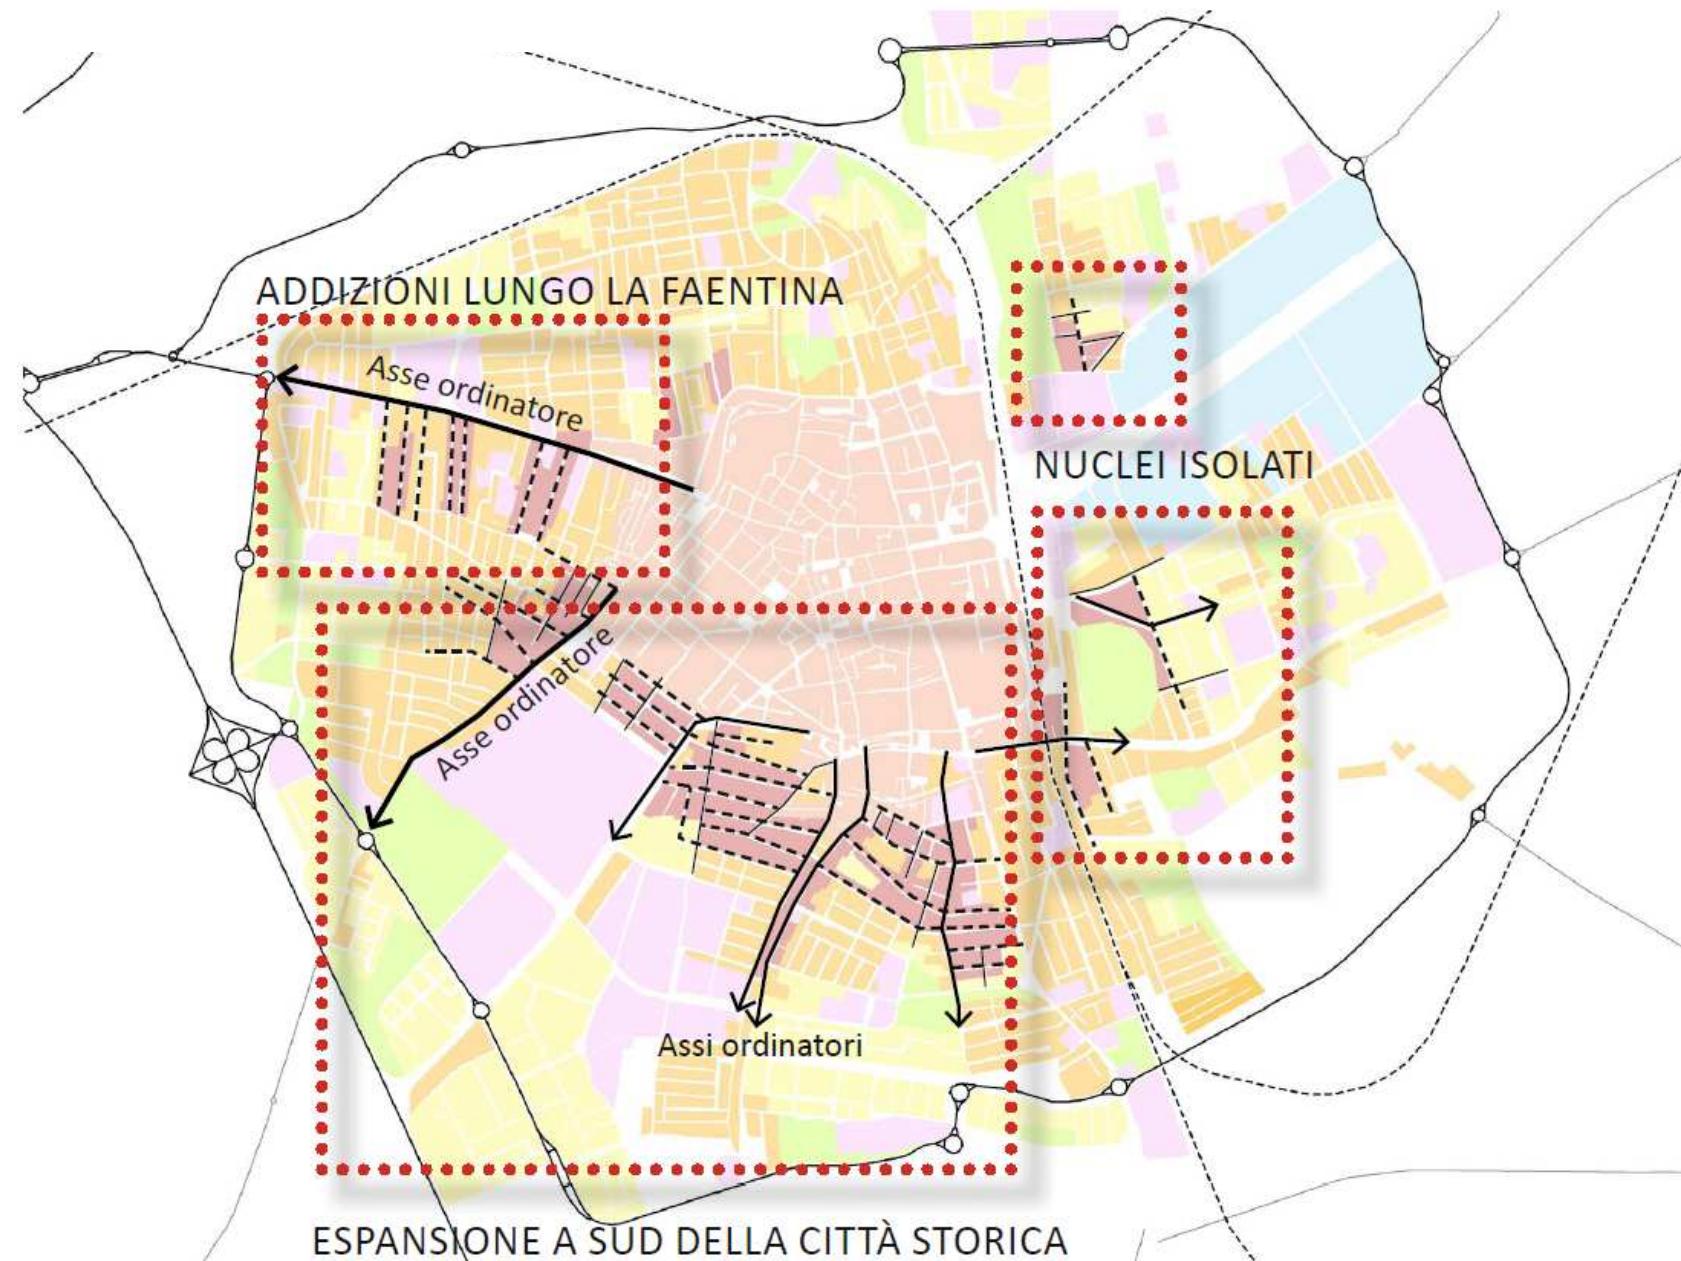 ADDIZIONI LUNGO LA FAENTINA
Asse ordinatore
NUCLEI ISOLATI
Asse ordinatore
Assi ordinatori
ESPANSIONE A SUD DELLA CITTÀ STORICA